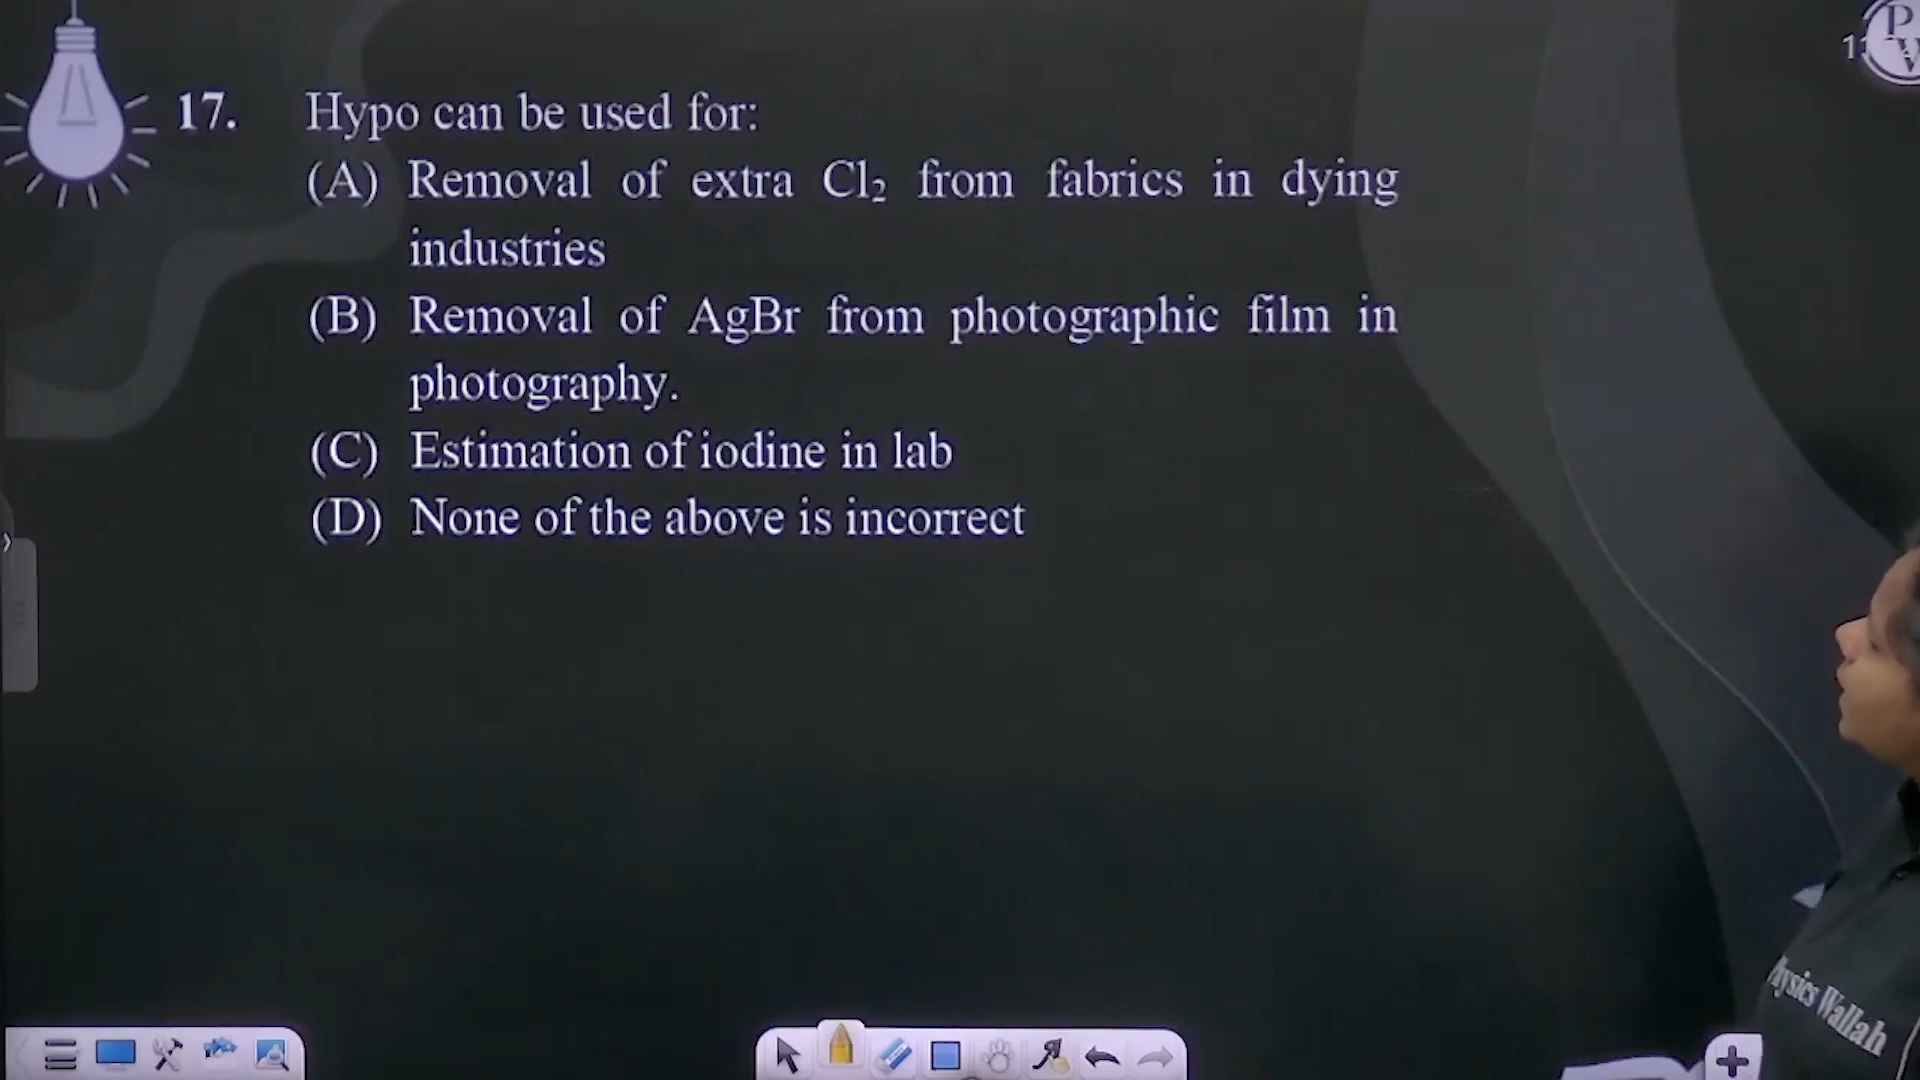 17. Hypo can be used for:
(A) Removal of extra Cl₂ from fabrics in dying
industries
(B) Removal of AgBr from photographic film in
photography.
(C) Estimation of iodine in lab
(D) None of the above is incorrect
P
W
Physics Wallah